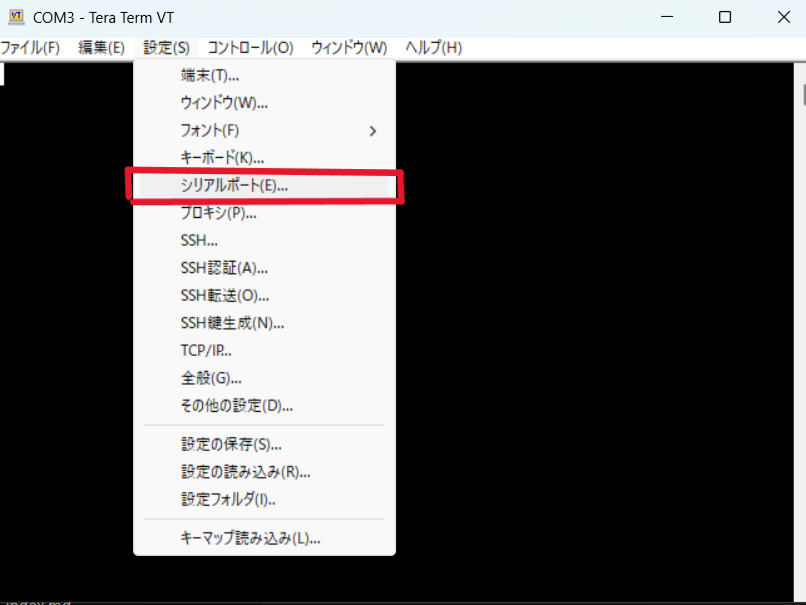 COM3 - Tera Term VT
ファイル(F) 編集(E) 設定(S) コントロール(O) ウィンドウ(W) ヘルプ(H)
端末(T)...
ウィンドウ(W)...
フォント(F)
キーボード(K)...
シリアルポート(E)...
プロキシ(P)...
SSH...
SSH認証(A)...
SSH転送(O)...
SSH鍵生成(N)...
TCP/IP...
全般(G)...
その他の設定(D)...
設定の保存(S)...
設定の読み込み(R)...
設定フォルダ(I)..
キーマップ読み込み(L)...